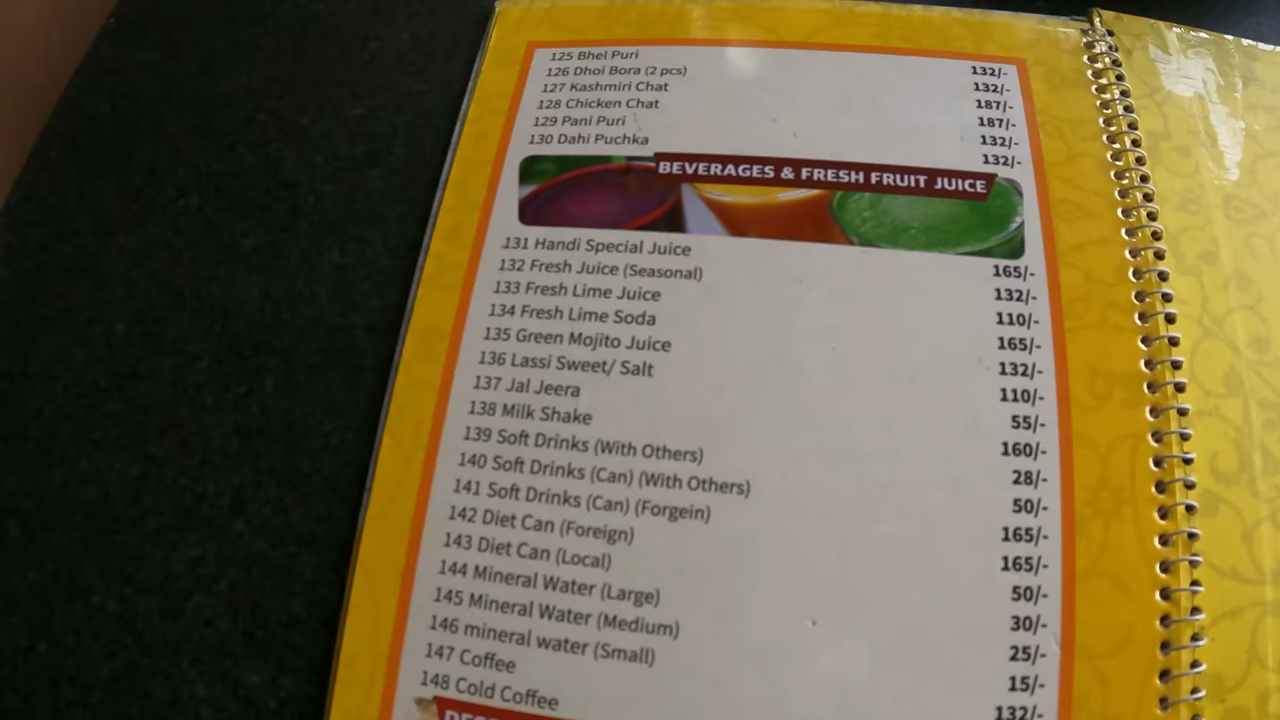 125 Bhel Puri 132/-
126 Dhoi Bora (2 pcs) 132/-
127 Kashmiri Chat 187/-
128 Chicken Chat 187/-
129 Pani Puri 132/-
130 Dahi Puchka 132/-
BEVERAGES & FRESH FRUIT JUICE
131 Handi Special Juice 165/-
132 Fresh Juice (Seasonal) 132/-
133 Fresh Lime Juice 110/-
134 Fresh Lime Soda 165/-
135 Green Mojito Juice 132/-
136 Lassi Sweet/ Salt 110/-
137 Jal Jeera 55/-
138 Milk Shake 160/-
139 Soft Drinks (With Others) 28/-
140 Soft Drinks (Can) (With Others) 50/-
141 Soft Drinks (Can) (Forgein) 165/-
142 Diet Can (Foreign) 165/-
143 Diet Can (Local) 50/-
144 Mineral Water (Large) 30/-
145 Mineral Water (Medium) 25/-
146 mineral water (Small) 15/-
147 Coffee 132/-
148 Cold Coffee